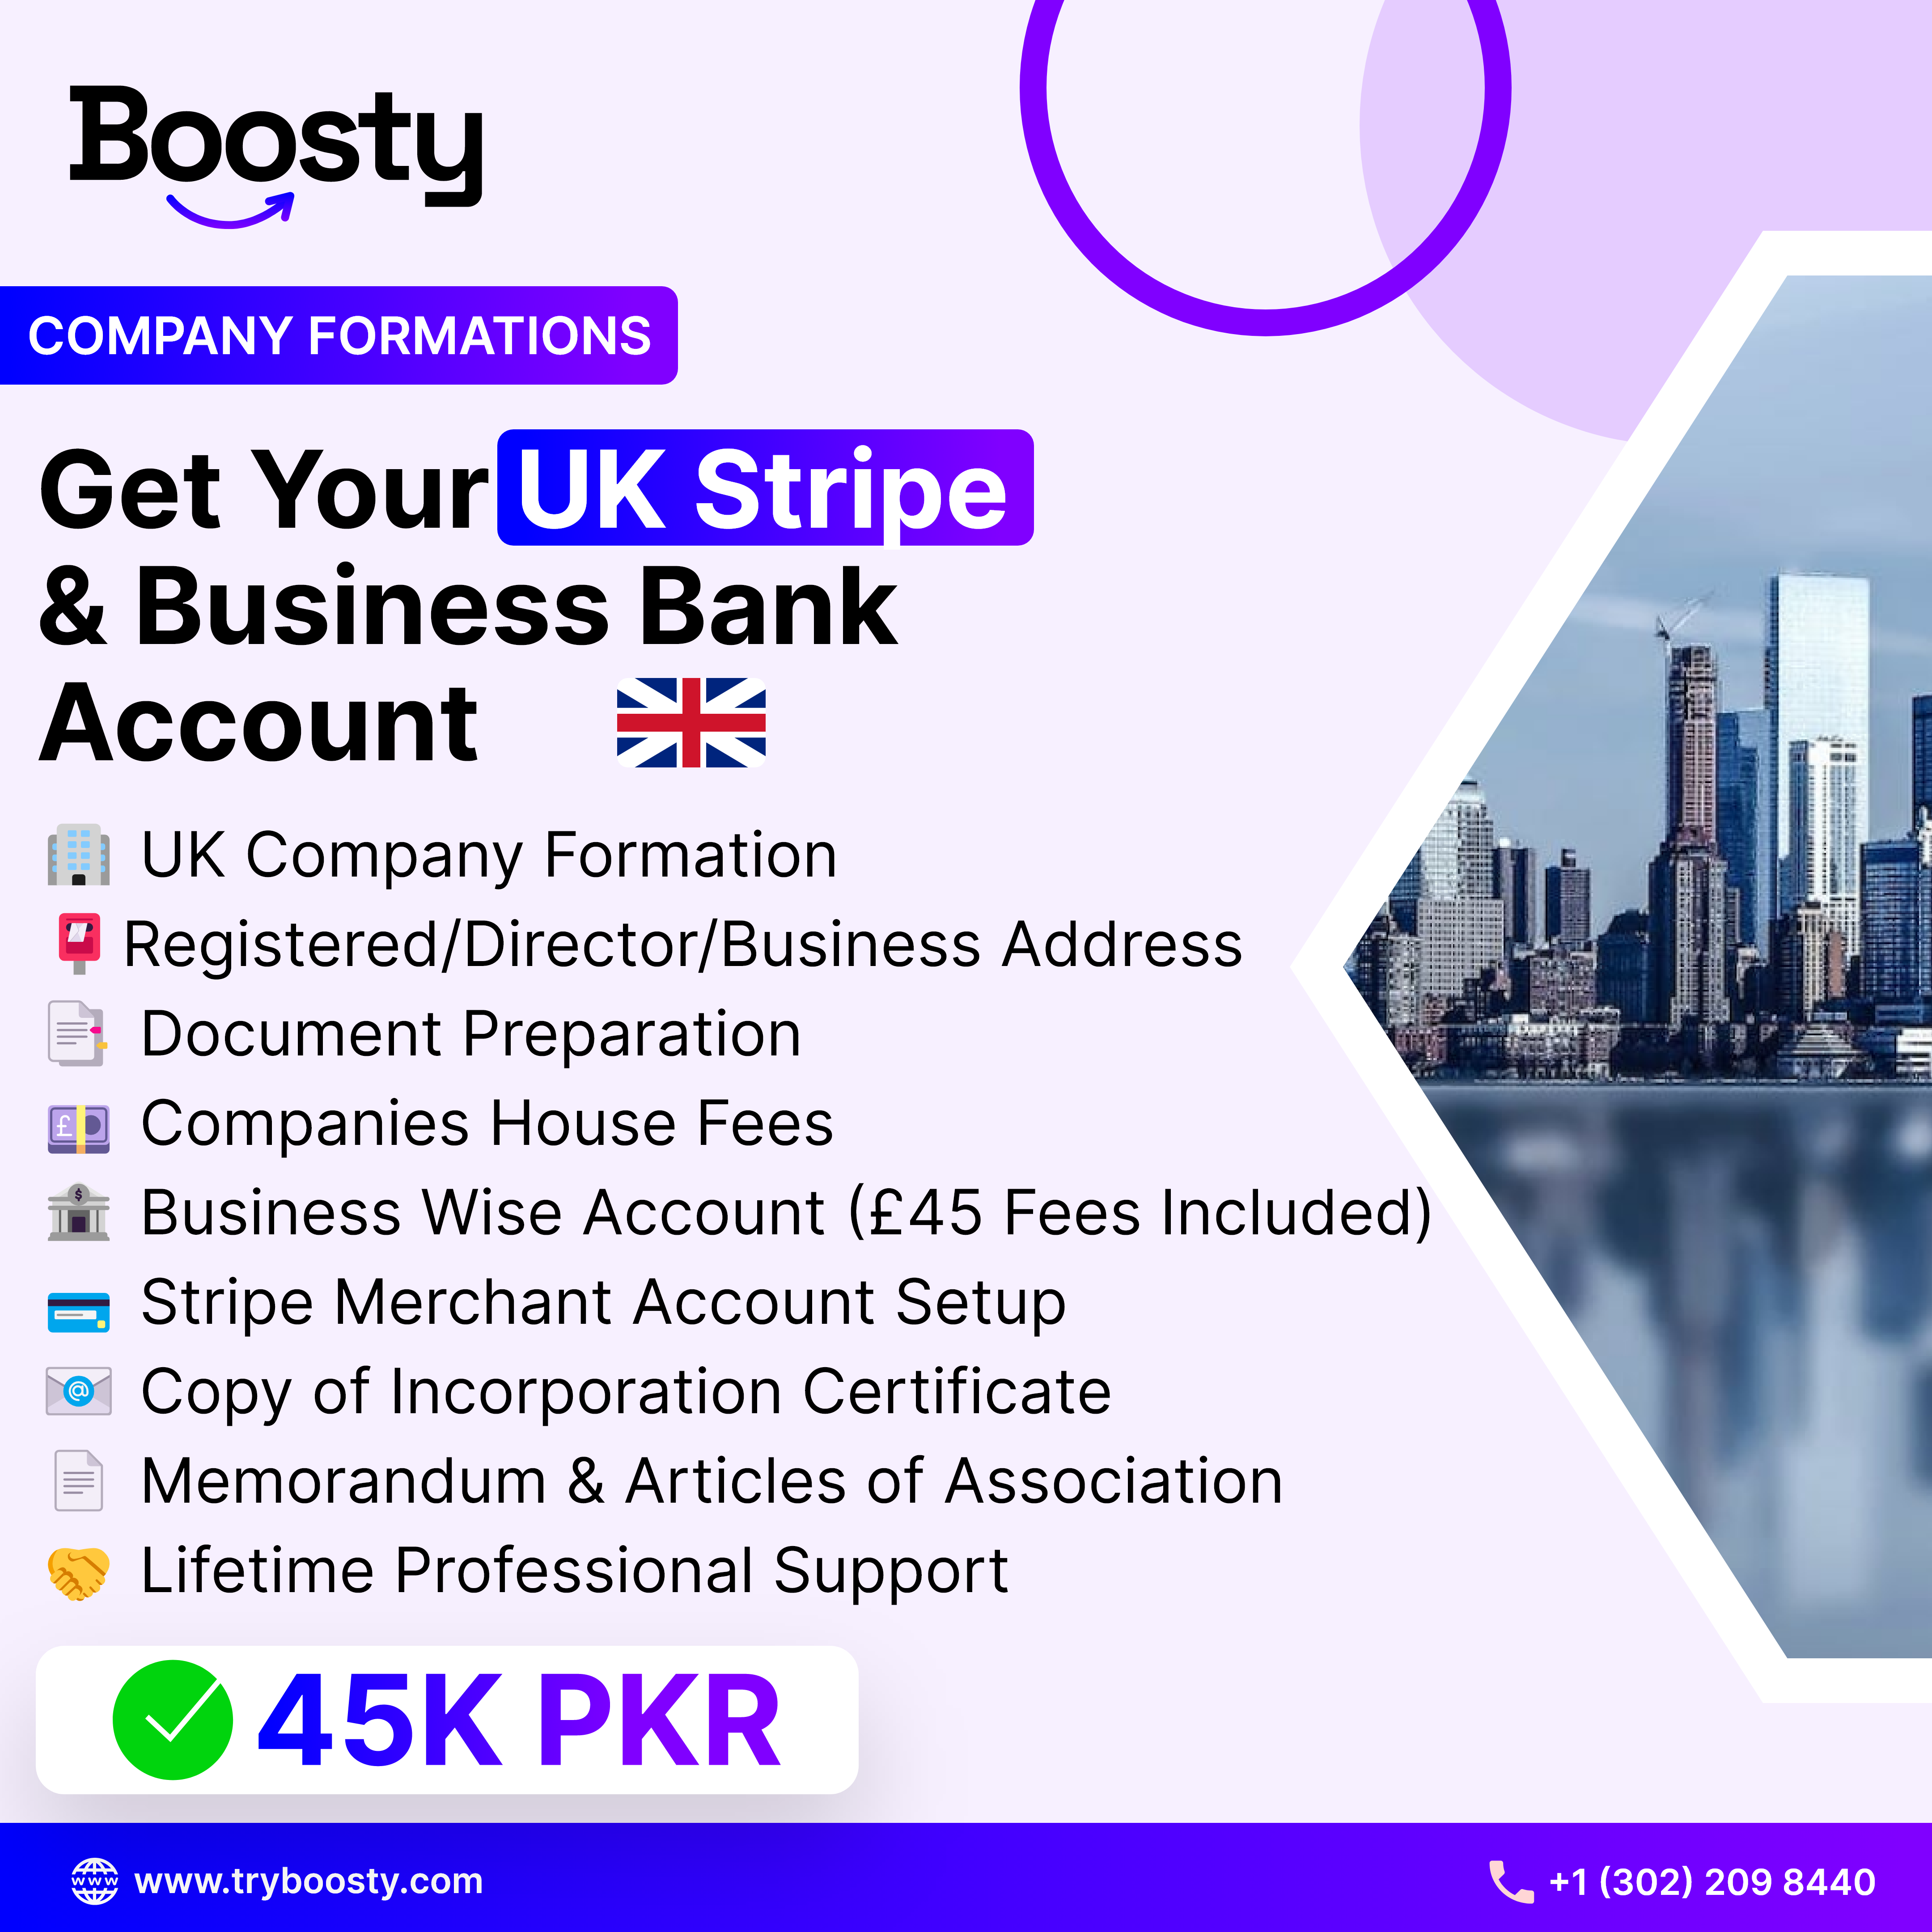 Boosty
COMPANY FORMATIONS
Get Your UK Stripe
& Business Bank
Account
UK Company Formation
Registered/Director/Business Address
Document Preparation
£
Companies House Fees
$
Business Wise Account (£45 Fees Included)
Stripe Merchant Account Setup
@
Copy of Incorporation Certificate
Memorandum & Articles of Association
Lifetime Professional Support
45K PKR
WWW
www.tryboosty.com
+1 (302) 209 8440